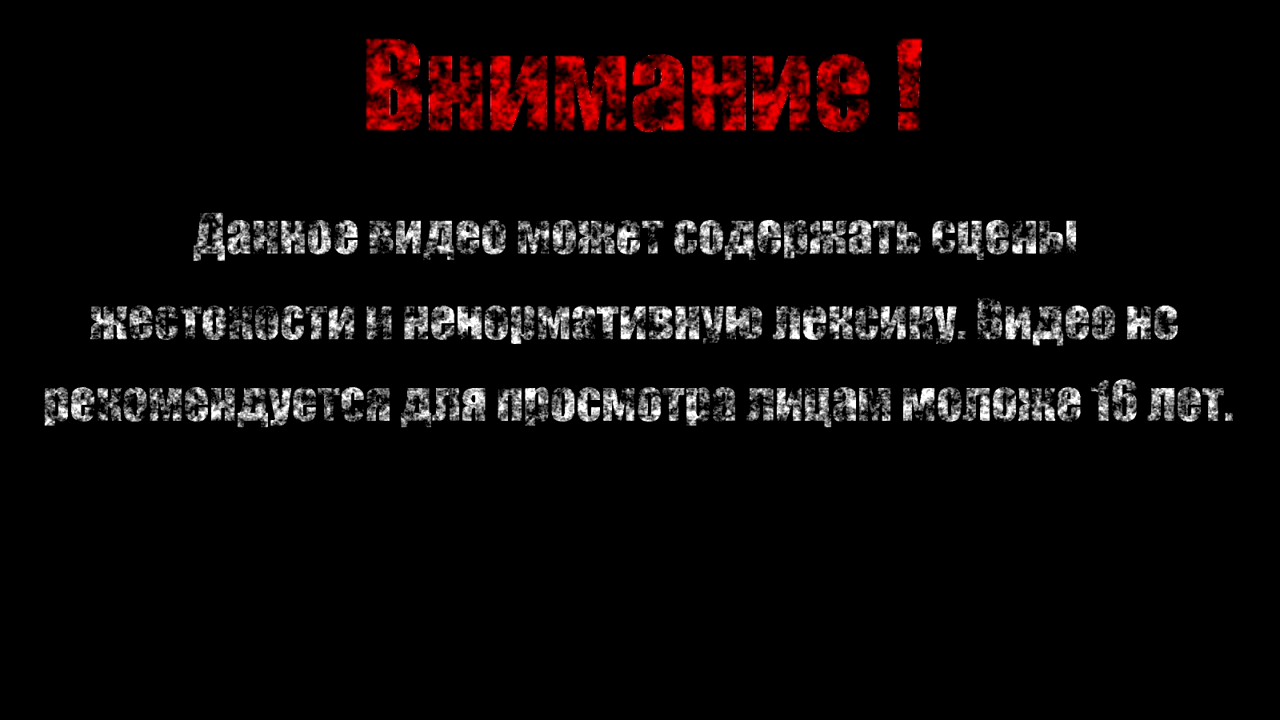 Внимание !
Данное видео может содержать сцены
жестокости и ненормативную лексику. Видео не
рекомендуется для просмотра лицам моложе 16 лет.